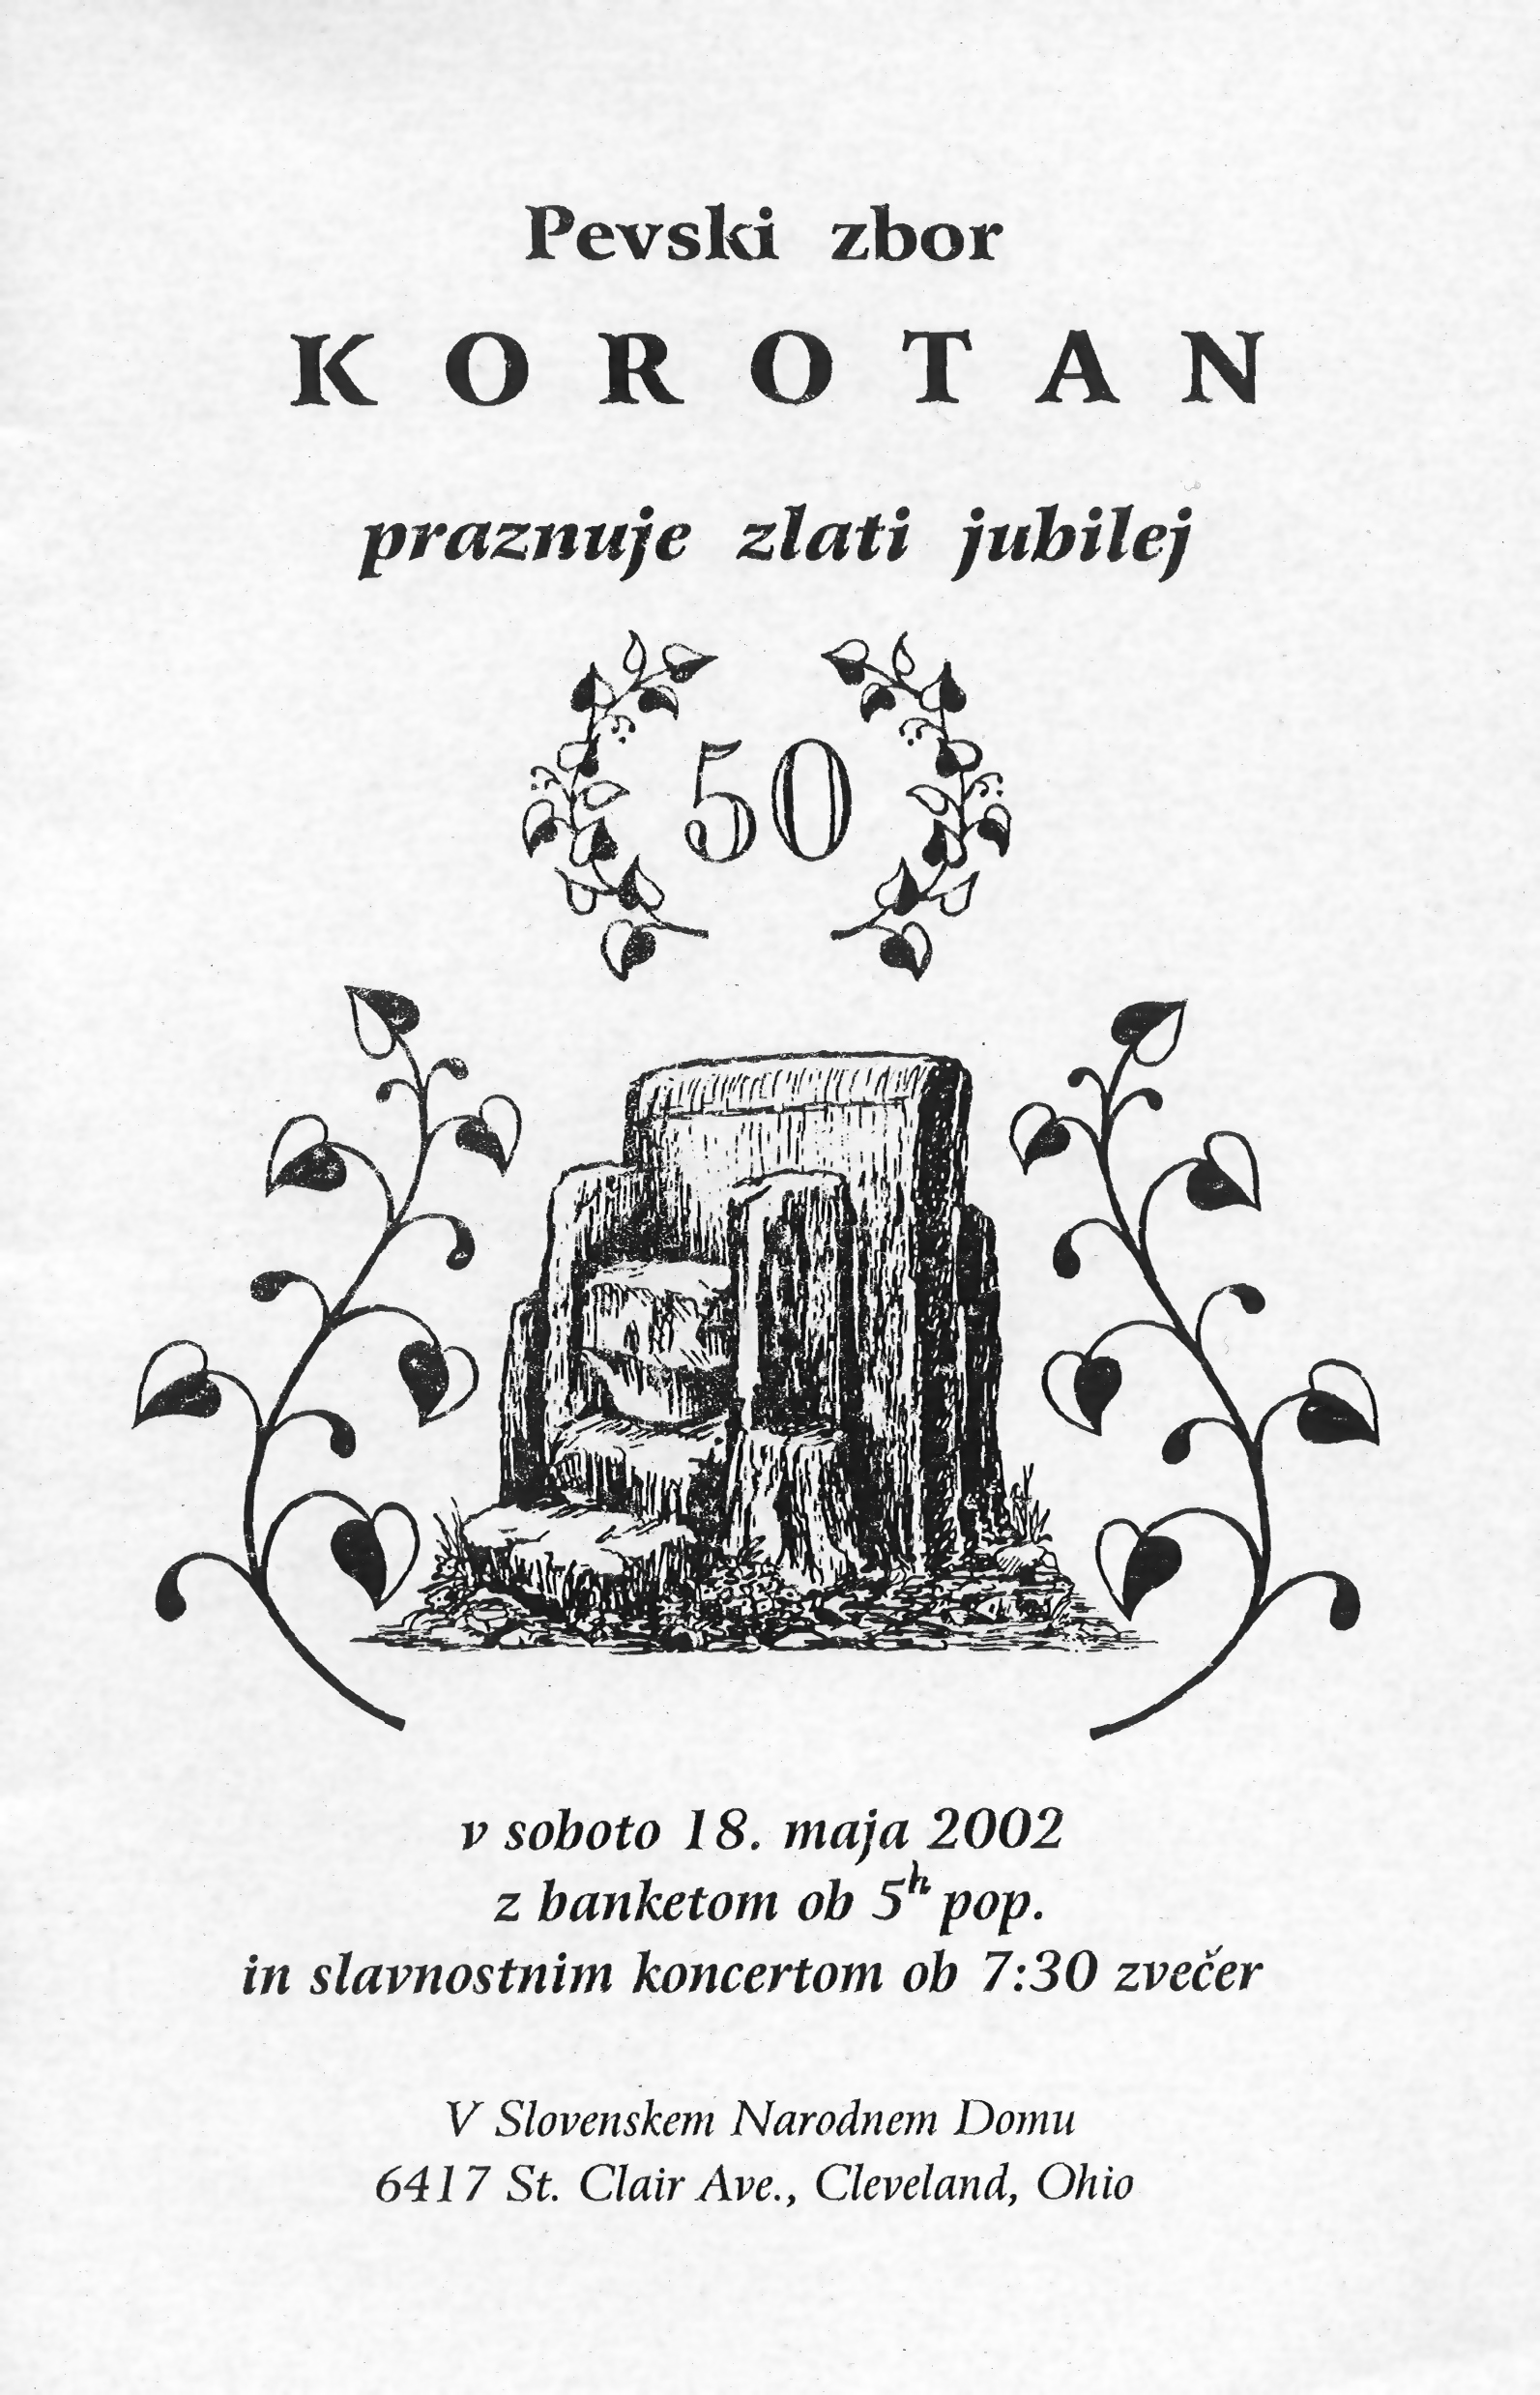 Pevski zbor
KOROTAN
praznuje zlati jubilej
50
v soboto 18. maja 2002
z banketom ob 5h pop.
in slavnostnim koncertom ob 7:30 zvečer
V Slovenskem Narodnem Domu
6417 St. Clair Ave., Cleveland, Ohio